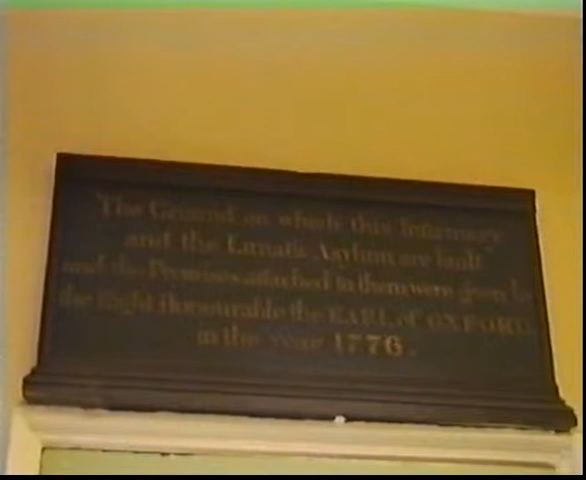 The Ground on which this Infirmary
and the Lunatic Asylum are built
and the Premises attached to them were given by
the Right Honourable the EARL of OXFORD.
in the year 1776.